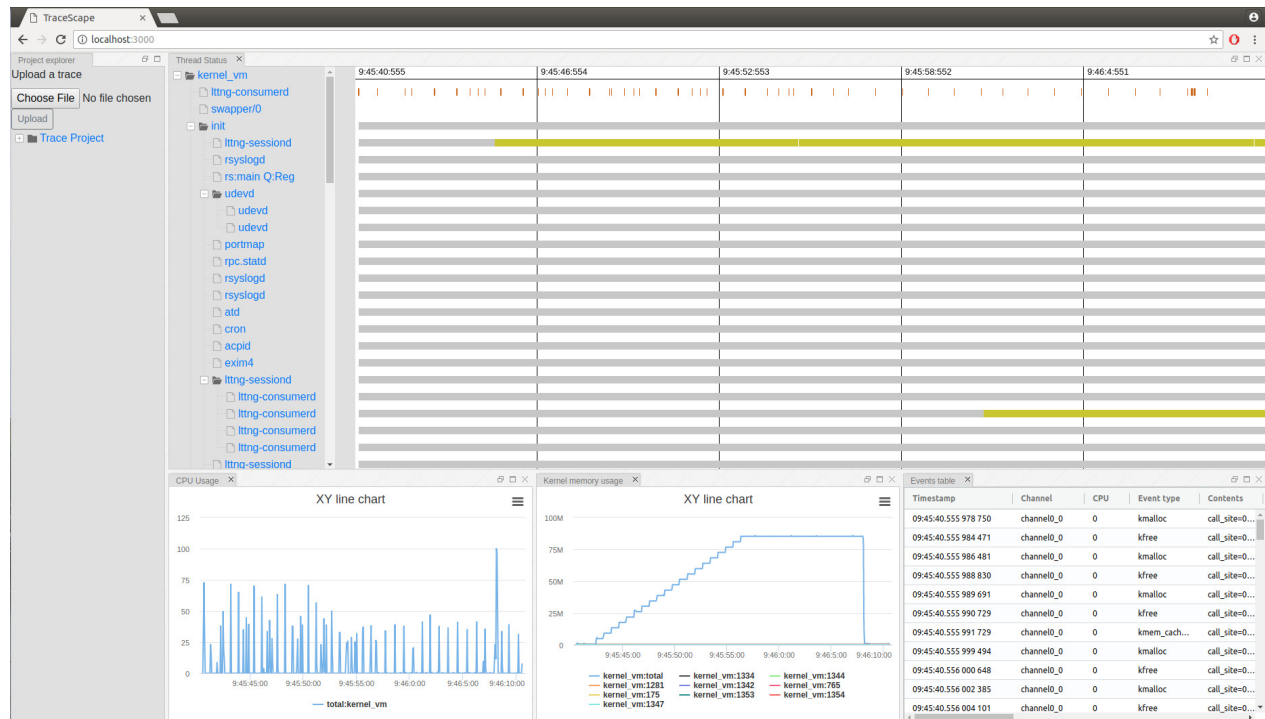 TraceScape ×
localhost:3000
Project explorer
Upload a trace
Choose File No file chosen
Upload
Trace Project
Thread Status ×
kernel_vm
lttng-consumerd
swapper/0
init
lttng-sessiond
rsyslogd
rs:main Q:Reg
udevd
udevd
udevd
portmap
rpc.statd
rsyslogd
rsyslogd
atd
cron
acpid
exim4
lttng-sessiond
lttng-consumerd
lttng-consumerd
lttng-consumerd
lttng-consumerd
lttng-sessiond
9:45:40:555 9:45:46:554 9:45:52:553 9:45:58:552 9:46:4:551
CPU Usage ×
XY line chart
125
100
75
50
25
0
9:45:45:00 9:45:50:00 9:45:55:00 9:46:0:00 9:46:5:00 9:46:10:00
total:kernel_vm
Kernel memory usage ×
XY line chart
100M
75M
50M
25M
0
9:45:45:00 9:45:50:00 9:45:55:00 9:46:0:00 9:46:5:00 9:46:10:00
kernel_vm:total kernel_vm:1334 kernel_vm:1344
kernel_vm:1281 kernel_vm:1342 kernel_vm:765
kernel_vm:175 kernel_vm:1353 kernel_vm:1354
kernel_vm:1347
Events table ×
Timestamp Channel CPU Event type Contents
09:45:40.555 978 750 channel0_0 0 kmalloc call_site=0...
09:45:40.555 984 471 channel0_0 0 kfree call_site=0...
09:45:40.555 986 481 channel0_0 0 kmalloc call_site=0...
09:45:40.555 988 830 channel0_0 0 kfree call_site=0...
09:45:40.555 989 691 channel0_0 0 kmalloc call_site=0...
09:45:40.555 990 729 channel0_0 0 kfree call_site=0...
09:45:40.555 991 729 channel0_0 0 kmem_cach... call_site=0...
09:45:40.555 999 494 channel0_0 0 kmalloc call_site=0...
09:45:40.556 000 648 channel0_0 0 kfree call_site=0...
09:45:40.556 002 385 channel0_0 0 kmalloc call_site=0...
09:45:40.556 004 101 channel0_0 0 kfree call_site=0...